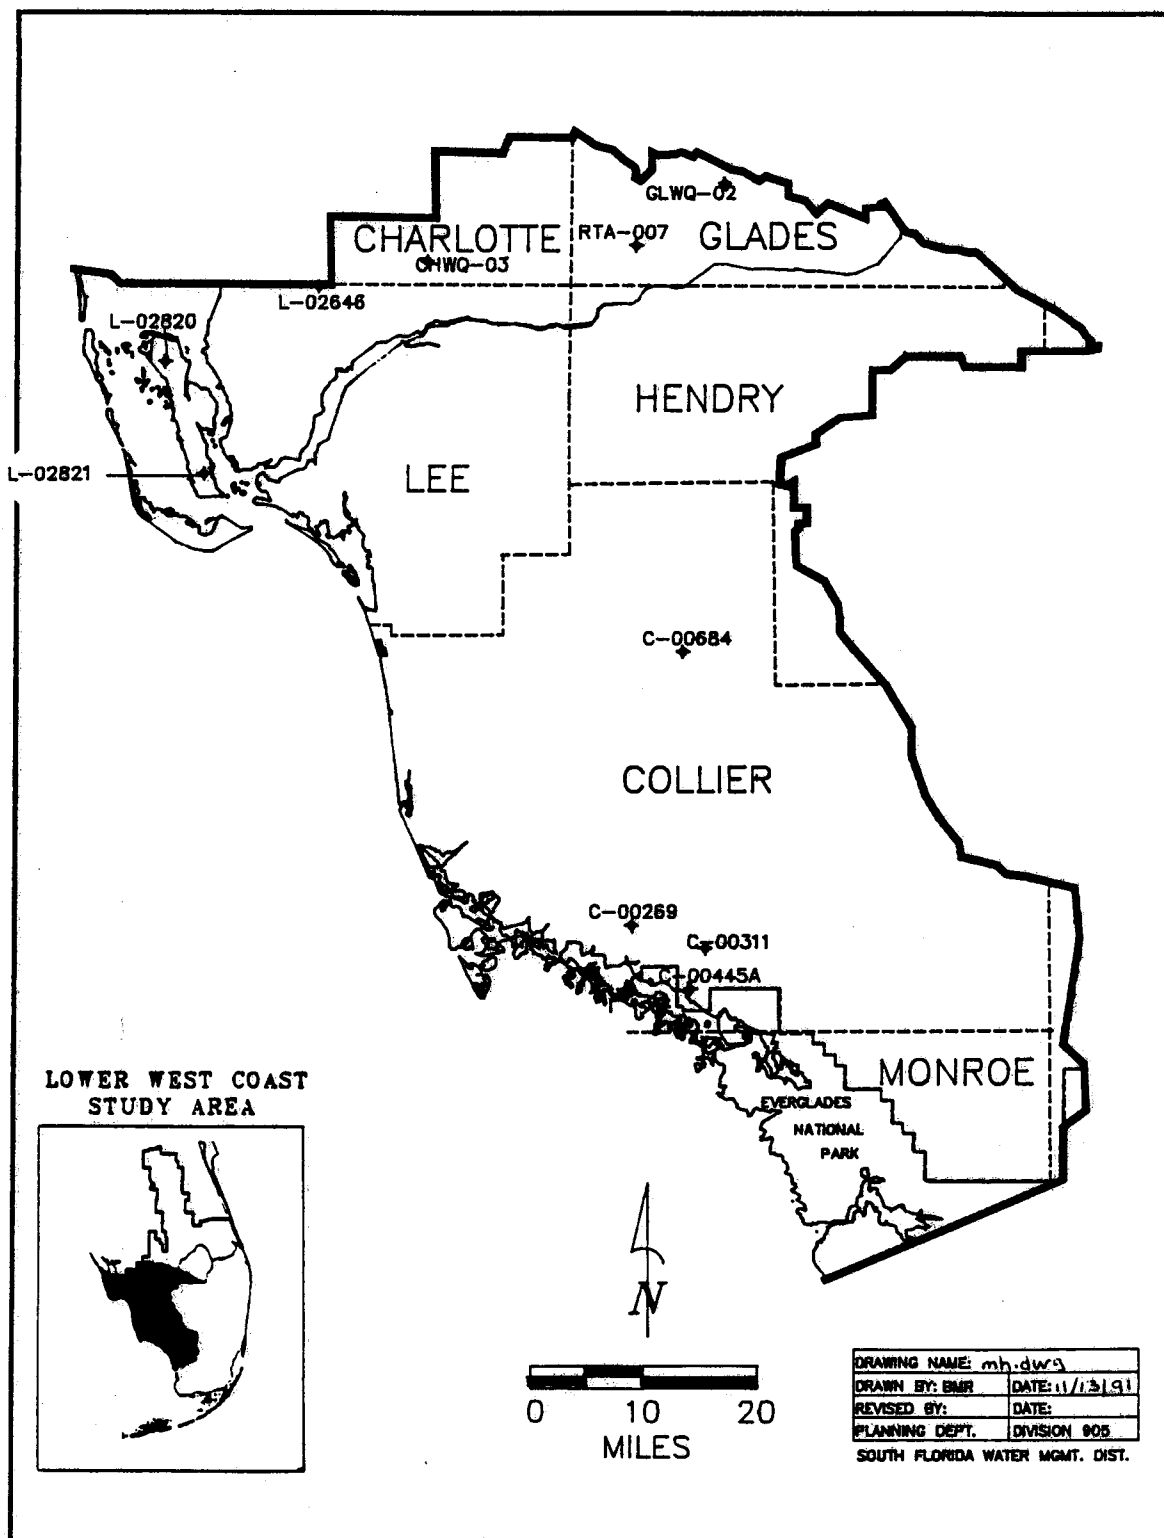 GLWQ-02
CHARLOTTE
RTA-007
GLADES
CHWQ-03
L-02646
L-02820
HENDRY
L-02821
LEE
C-00684
COLLIER
C-00269
C-00311
C-00445A
MONROE
EVERGLADES
NATIONAL
PARK
LOWER WEST COAST
STUDY AREA
N
0 10 20
MILES
DRAWING NAME: mh.dwg
DRAWN BY: BMR DATE: 11/13/91
REVISED BY: DATE:
PLANNING DEPT. DIVISION 905
SOUTH FLORIDA WATER MGMT. DIST.